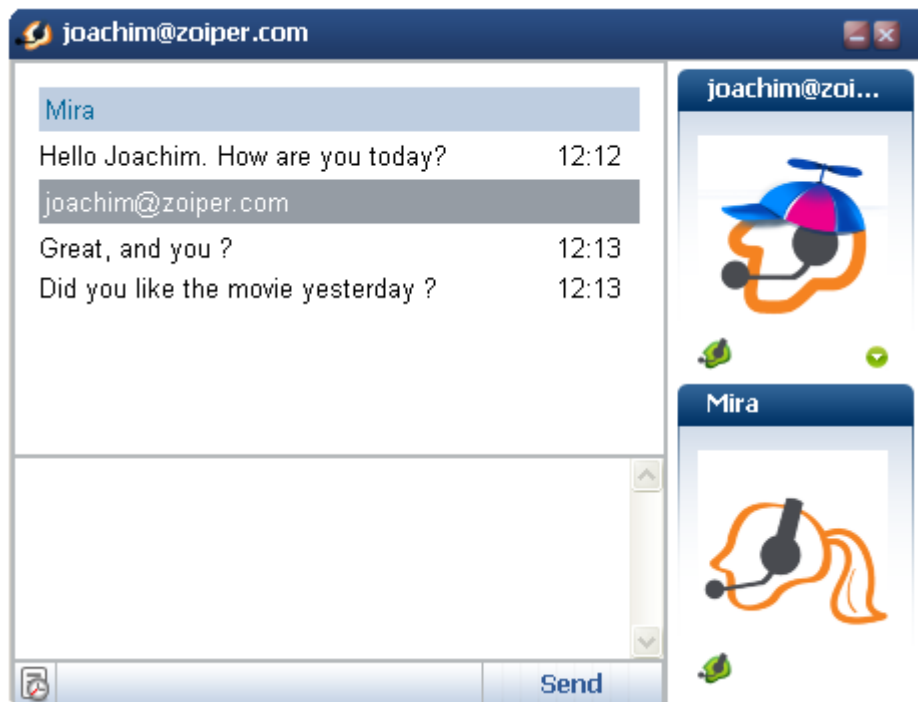 joachim@zoiper.com
Mira
Hello Joachim. How are you today? 12:12
joachim@zoiper.com
Great, and you ? 12:13
Did you like the movie yesterday ? 12:13
Send
joachim@zoi...
Mira